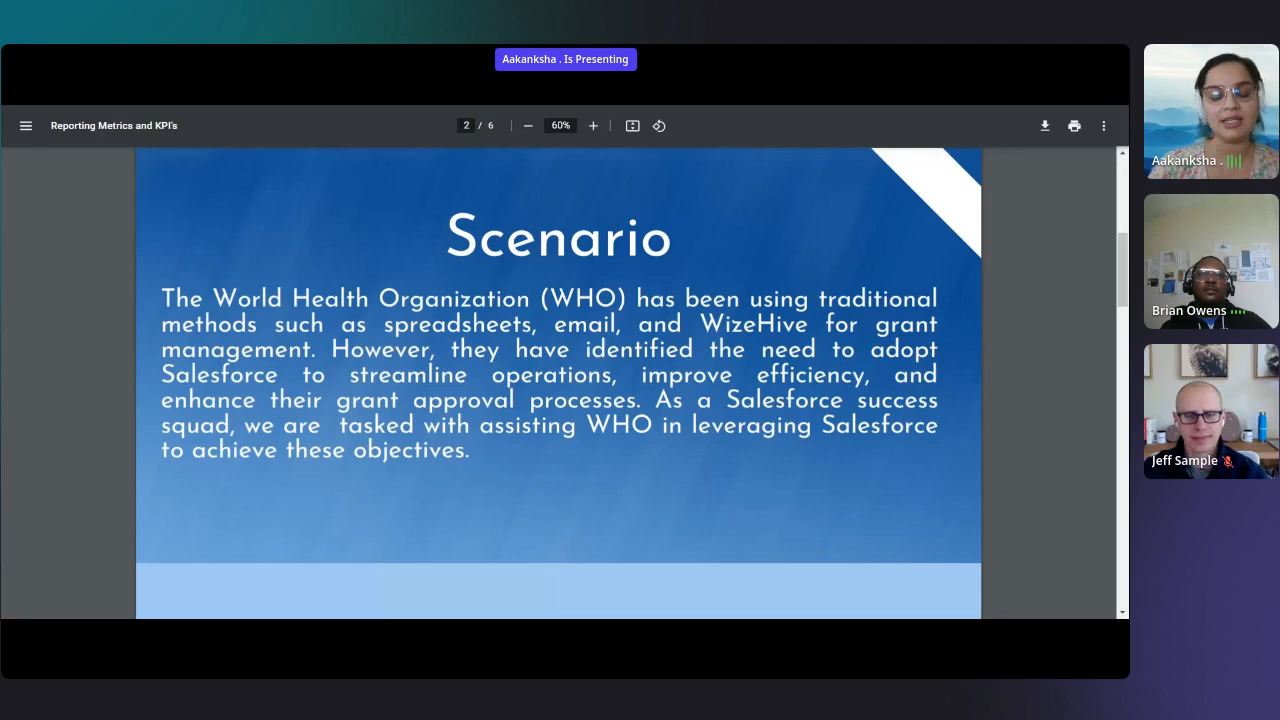 Aakanksha . Is Presenting
Reporting Metrics and KPI's
2 / 6
60%
Scenario
The World Health Organization (WHO) has been using traditional
methods such as spreadsheets, email, and WizeHive for grant
management. However, they have identified the need to adopt
Salesforce to streamline operations, improve efficiency, and
enhance their grant approval processes. As a Salesforce success
squad, we are tasked with assisting WHO in leveraging Salesforce
to achieve these objectives.
Aakanksha .
Brian Owens
Jeff Sample